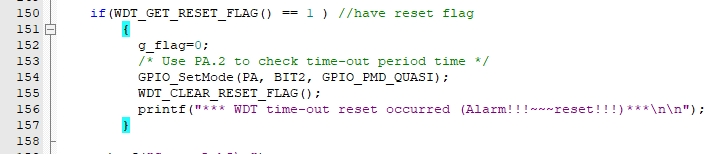 150 if(WDT_GET_RESET_FLAG() == 1 ) //have reset flag
151 {
152 g_flag=0;
153 /* Use PA.2 to check time-out period time */
154 GPIO_SetMode(PA, BIT2, GPIO_PMD_QUASI);
155 WDT_CLEAR_RESET_FLAG();
156 printf("*** WDT time-out reset occurred (Alarm!!!~~~reset!!!)***\n\n");
157 }
158